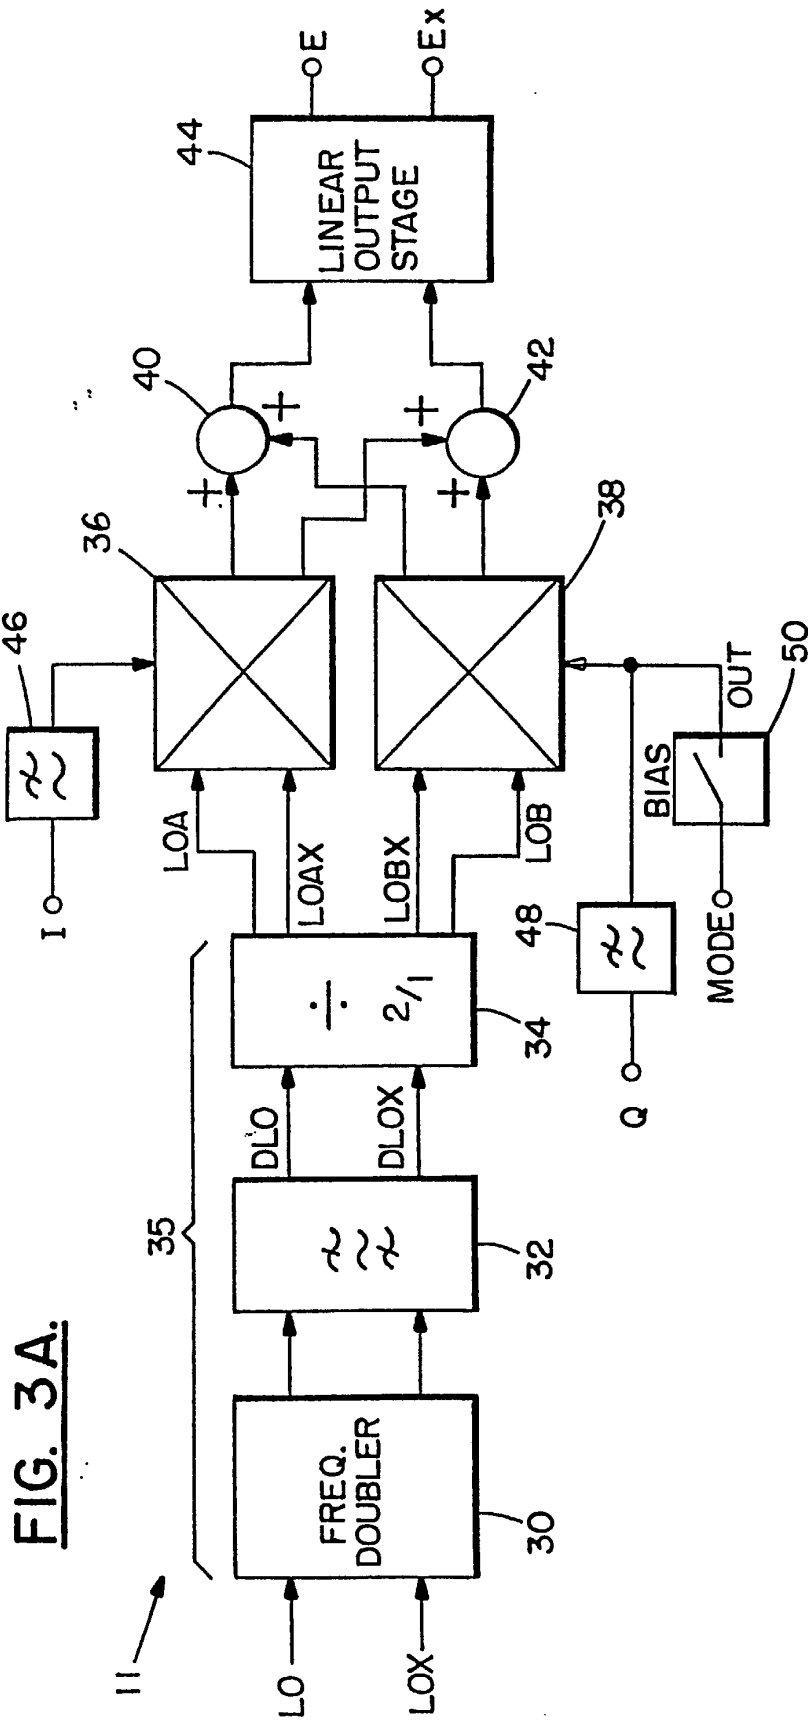 FIG. 3A.
11
35
LO
LOX
FREQ.
DOUBLER
30
32
DLO
DLOX
÷ 2/1
34
LOA
LOAX
LOBX
LOB
I
46
Q
48
MODE
BIAS
OUT
50
36
38
+
+
+
+
40
42
LINEAR
OUTPUT
STAGE
44
E
Ex